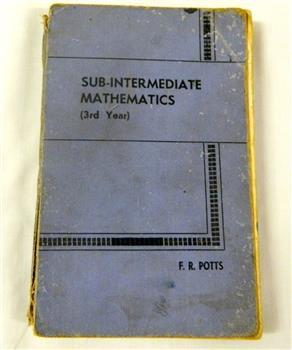 SUB-INTERMEDIATE
MATHEMATICS
(3rd Year)
F. R. POTTS